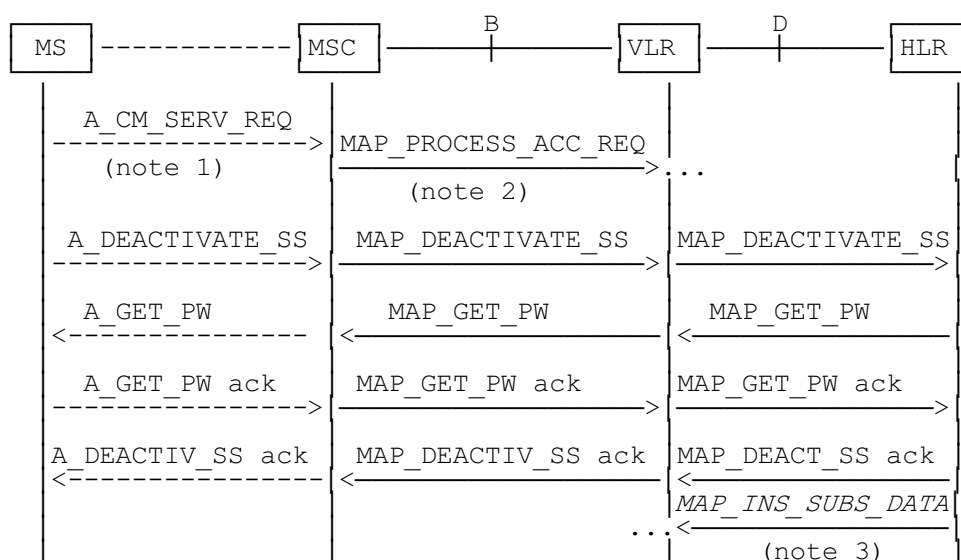 B D
MS MSC VLR HLR
A_CM_SERV_REQ
MAP_PROCESS_ACC_REQ
(note 1) ...
(note 2)
A_DEACTIVATE_SS MAP_DEACTIVATE_SS MAP_DEACTIVATE_SS
A_GET_PW MAP_GET_PW MAP_GET_PW
A_GET_PW ack MAP_GET_PW ack MAP_GET_PW ack
A_DEACTIV_SS ack MAP_DEACTIV_SS ack MAP_DEACT_SS ack
MAP_INS_SUBS_DATA
...
(note 3)